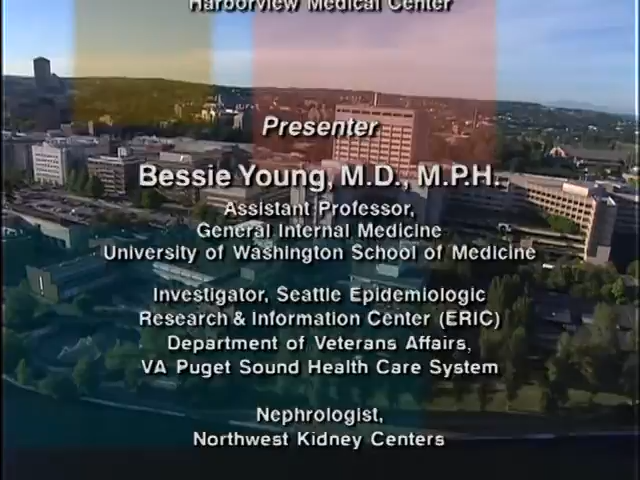 Harborview Medical Center
Presenter
Bessie Young, M.D., M.P.H.
Assistant Professor,
General Internal Medicine
University of Washington School of Medicine
Investigator, Seattle Epidemiologic
Research & Information Center (ERIC)
Department of Veterans Affairs,
VA Puget Sound Health Care System
Nephrologist,
Northwest Kidney Centers